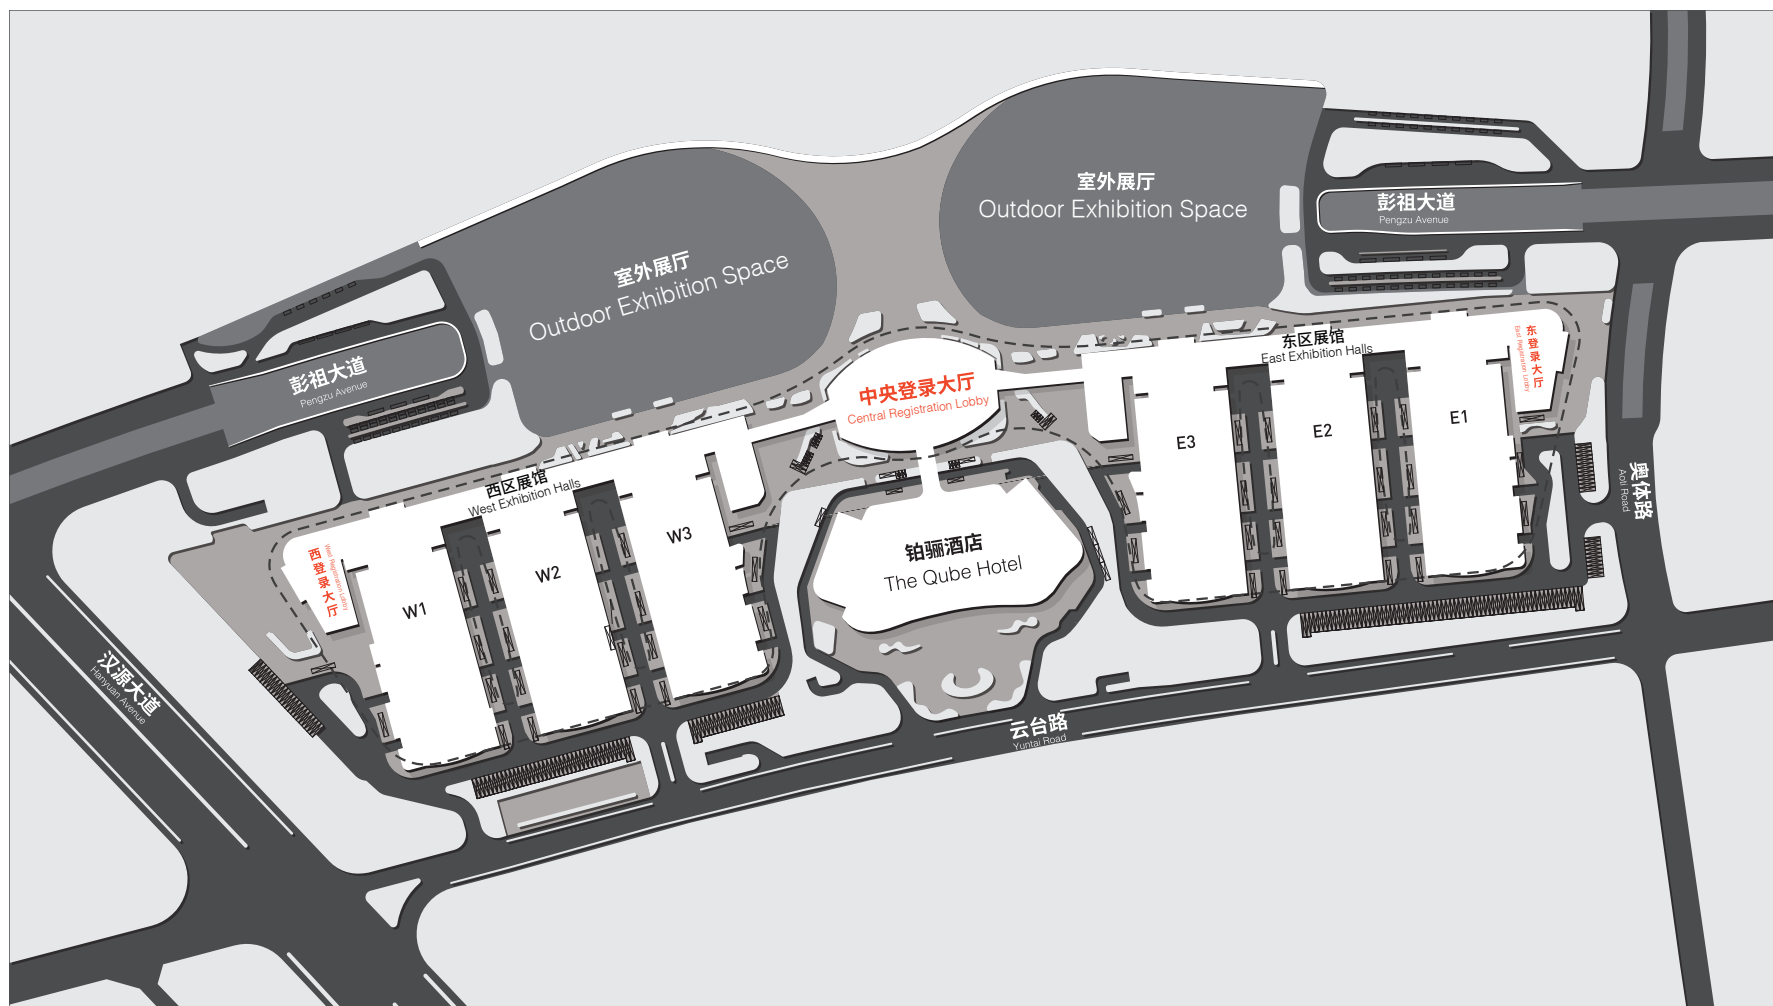 室外展厅
Outdoor Exhibition Space
室外展厅
Outdoor Exhibition Space
彭祖大道
Pengzu Avenue
彭祖大道
Pengzu Avenue
中央登录大厅
Central Registration Lobby
东区展馆
East Exhibition Halls
东登录大厅
East Registration Lobby
E3
E2
E1
西区展馆
West Exhibition Halls
西登录大厅
West Registration Lobby
W1
W2
W3
铂骊酒店
The Qube Hotel
奥体路
Aoti Road
汉源大道
Hanyuan Avenue
云台路
Yuntai Road